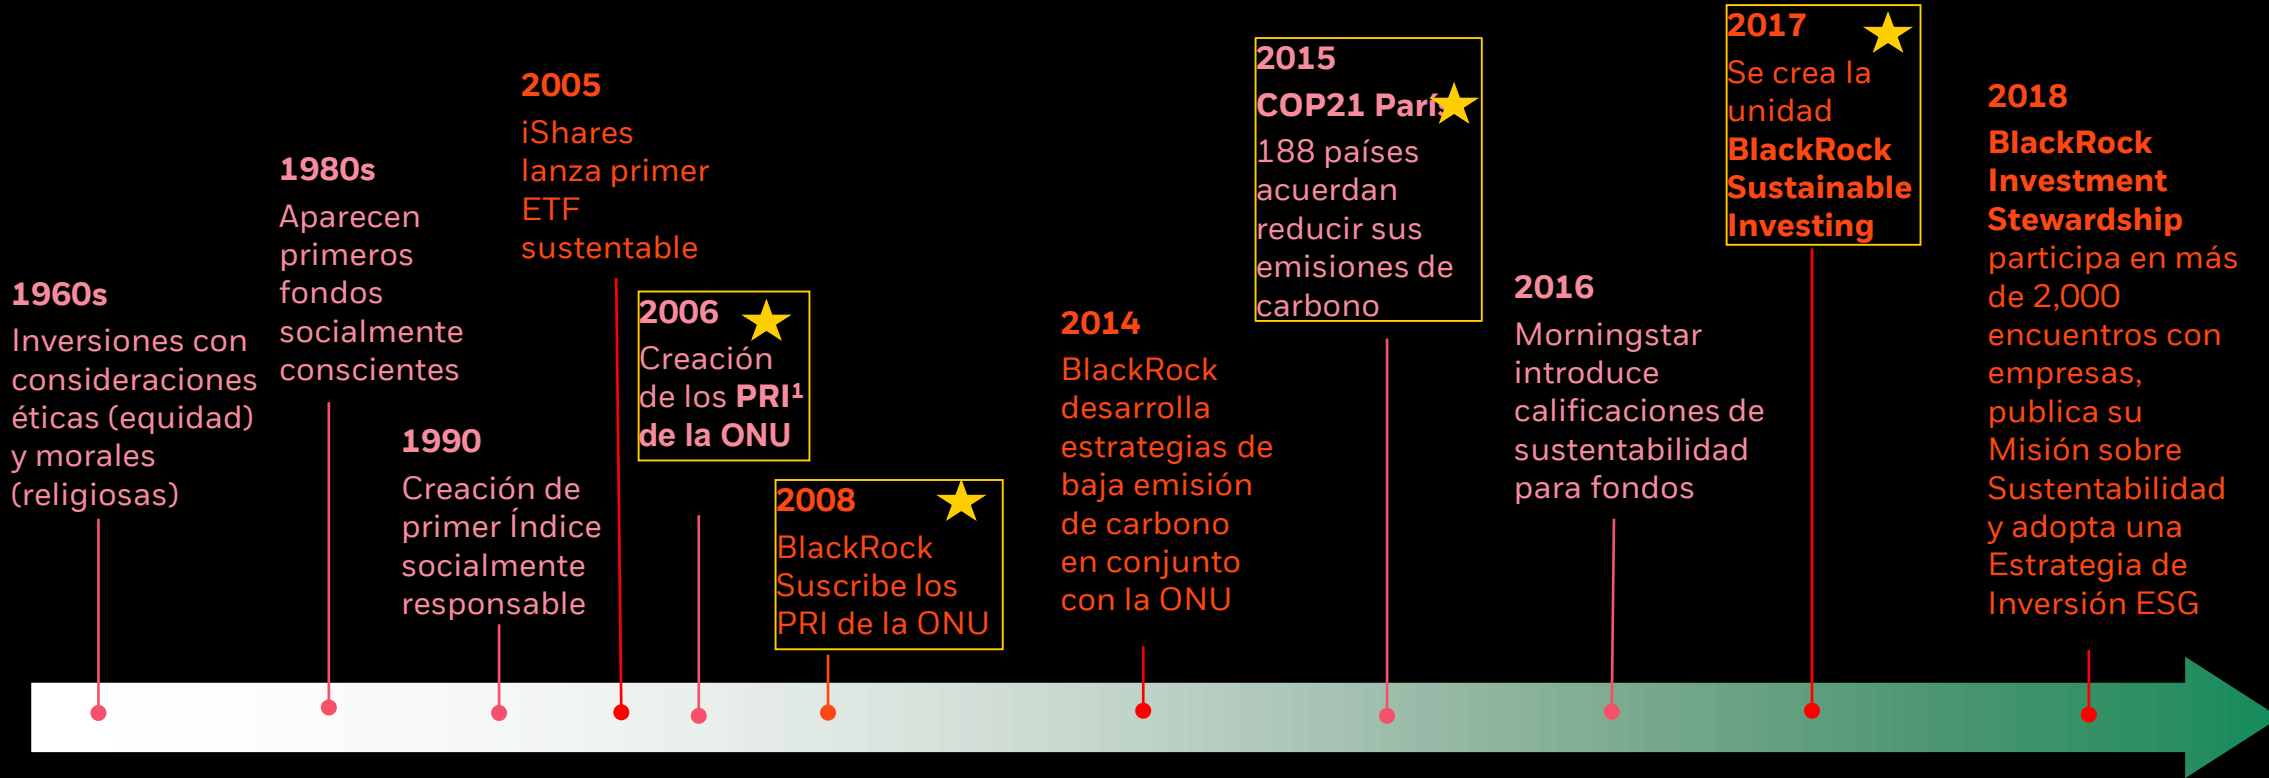 1960s
Inversiones con
consideraciones
éticas (equidad)
y morales
(religiosas)
1980s
Aparecen
primeros
fondos
socialmente
conscientes
1990
Creación de
primer Índice
socialmente
responsable
2005
iShares
lanza primer
ETF
sustentable
2006
Creación
de los PRI¹
de la ONU
2008
BlackRock
Suscribe los
PRI de la ONU
2014
BlackRock
desarrolla
estrategias de
baja emisión
de carbono
en conjunto
con la ONU
2015
COP21 París
188 países
acuerdan
reducir sus
emisiones de
carbono
2016
Morningstar
introduce
calificaciones de
sustentabilidad
para fondos
2017
Se crea la
unidad
BlackRock
Sustainable
Investing
2018
BlackRock
Investment
Stewardship
participa en más
de 2,000
encuentros con
empresas,
publica su
Misión sobre
Sustentabilidad
y adopta una
Estrategia de
Inversión ESG